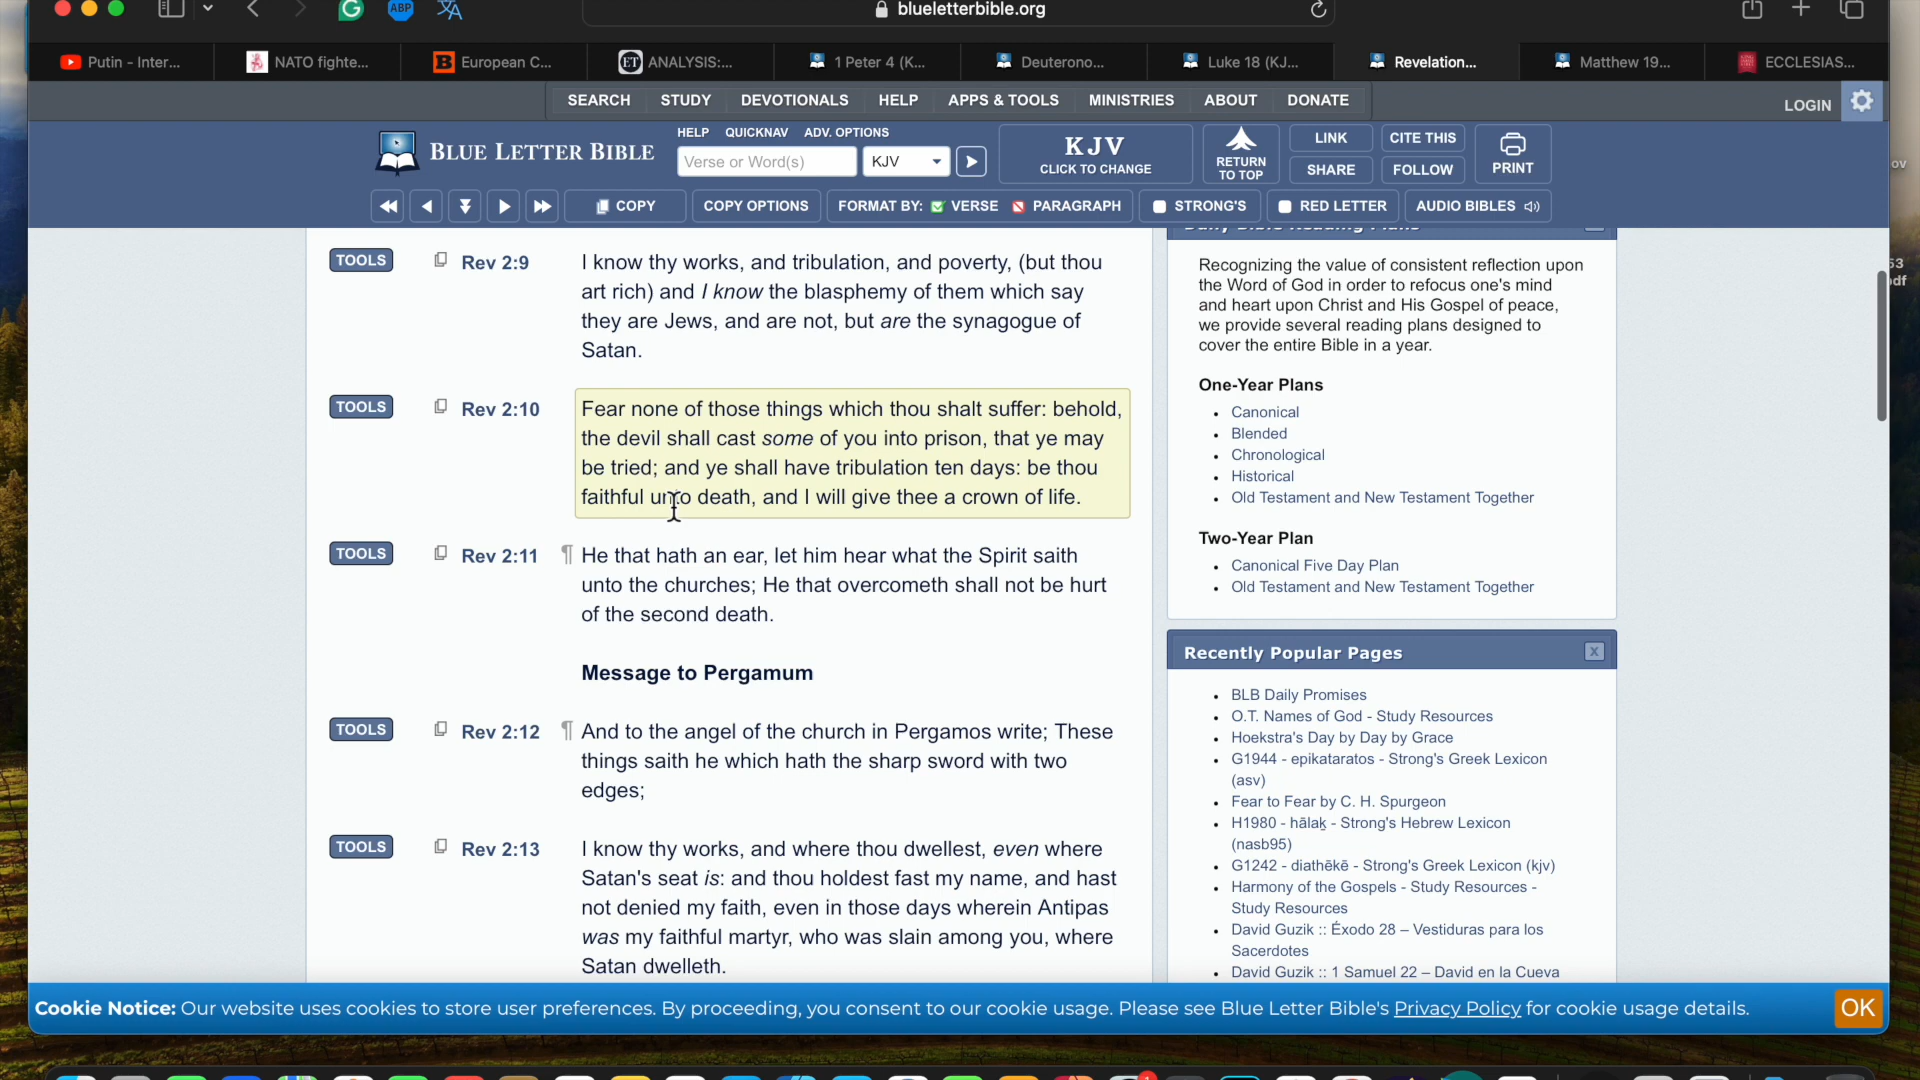 blueletterbible.org
Putin - Inter...
NATO fighte...
European C...
ANALYSIS:...
1 Peter 4 (K...
Deuterono...
Luke 18 (KJ...
Revelation...
Matthew 19...
ECCLESIAS...
SEARCH STUDY DEVOTIONALS HELP APPS & TOOLS MINISTRIES ABOUT DONATE
LOGIN
BLUE LETTER BIBLE
HELP QUICKNAV ADV. OPTIONS
Verse or Word(s)
KJV
KJV
CLICK TO CHANGE
RETURN
TO TOP
LINK
CITE THIS
SHARE
FOLLOW
PRINT
COPY
COPY OPTIONS
FORMAT BY: VERSE PARAGRAPH
STRONG'S
RED LETTER
AUDIO BIBLES
TOOLS
Rev 2:9
I know thy works, and tribulation, and poverty, (but thou
art rich) and I know the blasphemy of them which say
they are Jews, and are not, but are the synagogue of
Satan.
TOOLS
Rev 2:10
Fear none of those things which thou shalt suffer: behold,
the devil shall cast some of you into prison, that ye may
be tried; and ye shall have tribulation ten days: be thou
faithful unto death, and I will give thee a crown of life.
TOOLS
Rev 2:11
¶ He that hath an ear, let him hear what the Spirit saith
unto the churches; He that overcometh shall not be hurt
of the second death.
Message to Pergamum
TOOLS
Rev 2:12
¶ And to the angel of the church in Pergamos write; These
things saith he which hath the sharp sword with two
edges;
TOOLS
Rev 2:13
I know thy works, and where thou dwellest, even where
Satan's seat is: and thou holdest fast my name, and hast
not denied my faith, even in those days wherein Antipas
was my faithful martyr, who was slain among you, where
Satan dwelleth.
Daily Bible Reading Plans
Recognizing the value of consistent reflection upon
the Word of God in order to refocus one's mind
and heart upon Christ and His Gospel of peace,
we provide several reading plans designed to
cover the entire Bible in a year.
One-Year Plans
Canonical
Blended
Chronological
Historical
Old Testament and New Testament Together
Two-Year Plan
Canonical Five Day Plan
Old Testament and New Testament Together
Recently Popular Pages
BLB Daily Promises
O.T. Names of God - Study Resources
Hoekstra's Day by Day by Grace
G1944 - epikataratos - Strong's Greek Lexicon
(asv)
Fear to Fear by C. H. Spurgeon
H1980 - hālaḵ - Strong's Hebrew Lexicon
(nasb95)
G1242 - diathēkē - Strong's Greek Lexicon (kjv)
Harmony of the Gospels - Study Resources -
Study Resources
David Guzik :: Éxodo 28 – Vestiduras para los
Sacerdotes
David Guzik :: 1 Samuel 22 – David en la Cueva
Cookie Notice: Our website uses cookies to store user preferences. By proceeding, you consent to our cookie usage. Please see Blue Letter Bible's Privacy Policy for cookie usage details.
OK